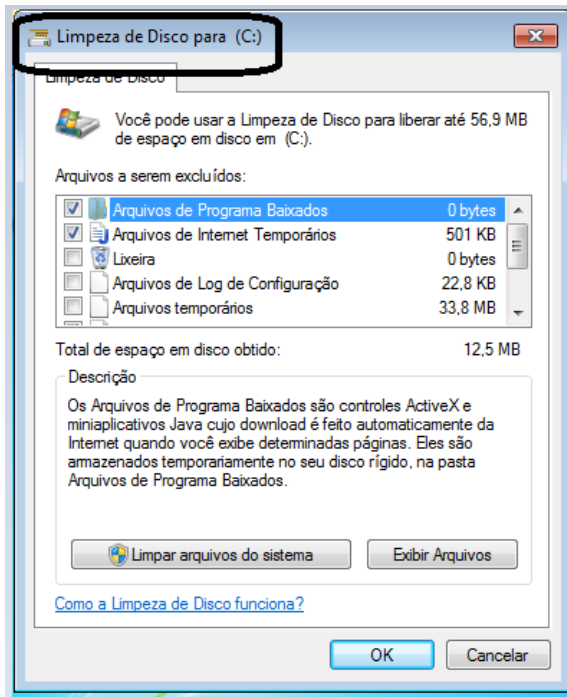 Limpeza de Disco para (C:)
Limpeza de Disco
Você pode usar a Limpeza de Disco para liberar até 56,9 MB
de espaço em disco em (C:).
Arquivos a serem excluídos:
Arquivos de Programa Baixados 0 bytes
Arquivos de Internet Temporários 501 KB
Lixeira 0 bytes
Arquivos de Log de Configuração 22,8 KB
Arquivos temporários 33,8 MB
Total de espaço em disco obtido: 12,5 MB
Descrição
Os Arquivos de Programa Baixados são controles ActiveX e
miniaplicativos Java cujo download é feito automaticamente da
Internet quando você exibe determinadas páginas. Eles são
armazenados temporariamente no seu disco rígido, na pasta
Arquivos de Programa Baixados.
Limpar arquivos do sistema Exibir Arquivos
Como a Limpeza de Disco funciona?
OK Cancelar